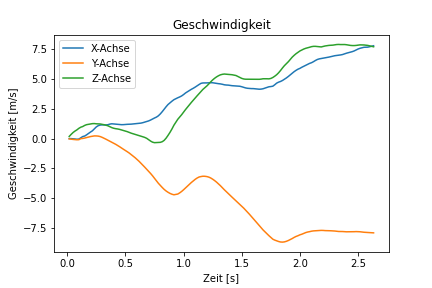 Geschwindigkeit
X-Achse
Y-Achse
Z-Achse
Geschwindigkeit [m/s]
7.5
5.0
2.5
0.0
−2.5
−5.0
−7.5
0.0 0.5 1.0 1.5 2.0 2.5
Zeit [s]